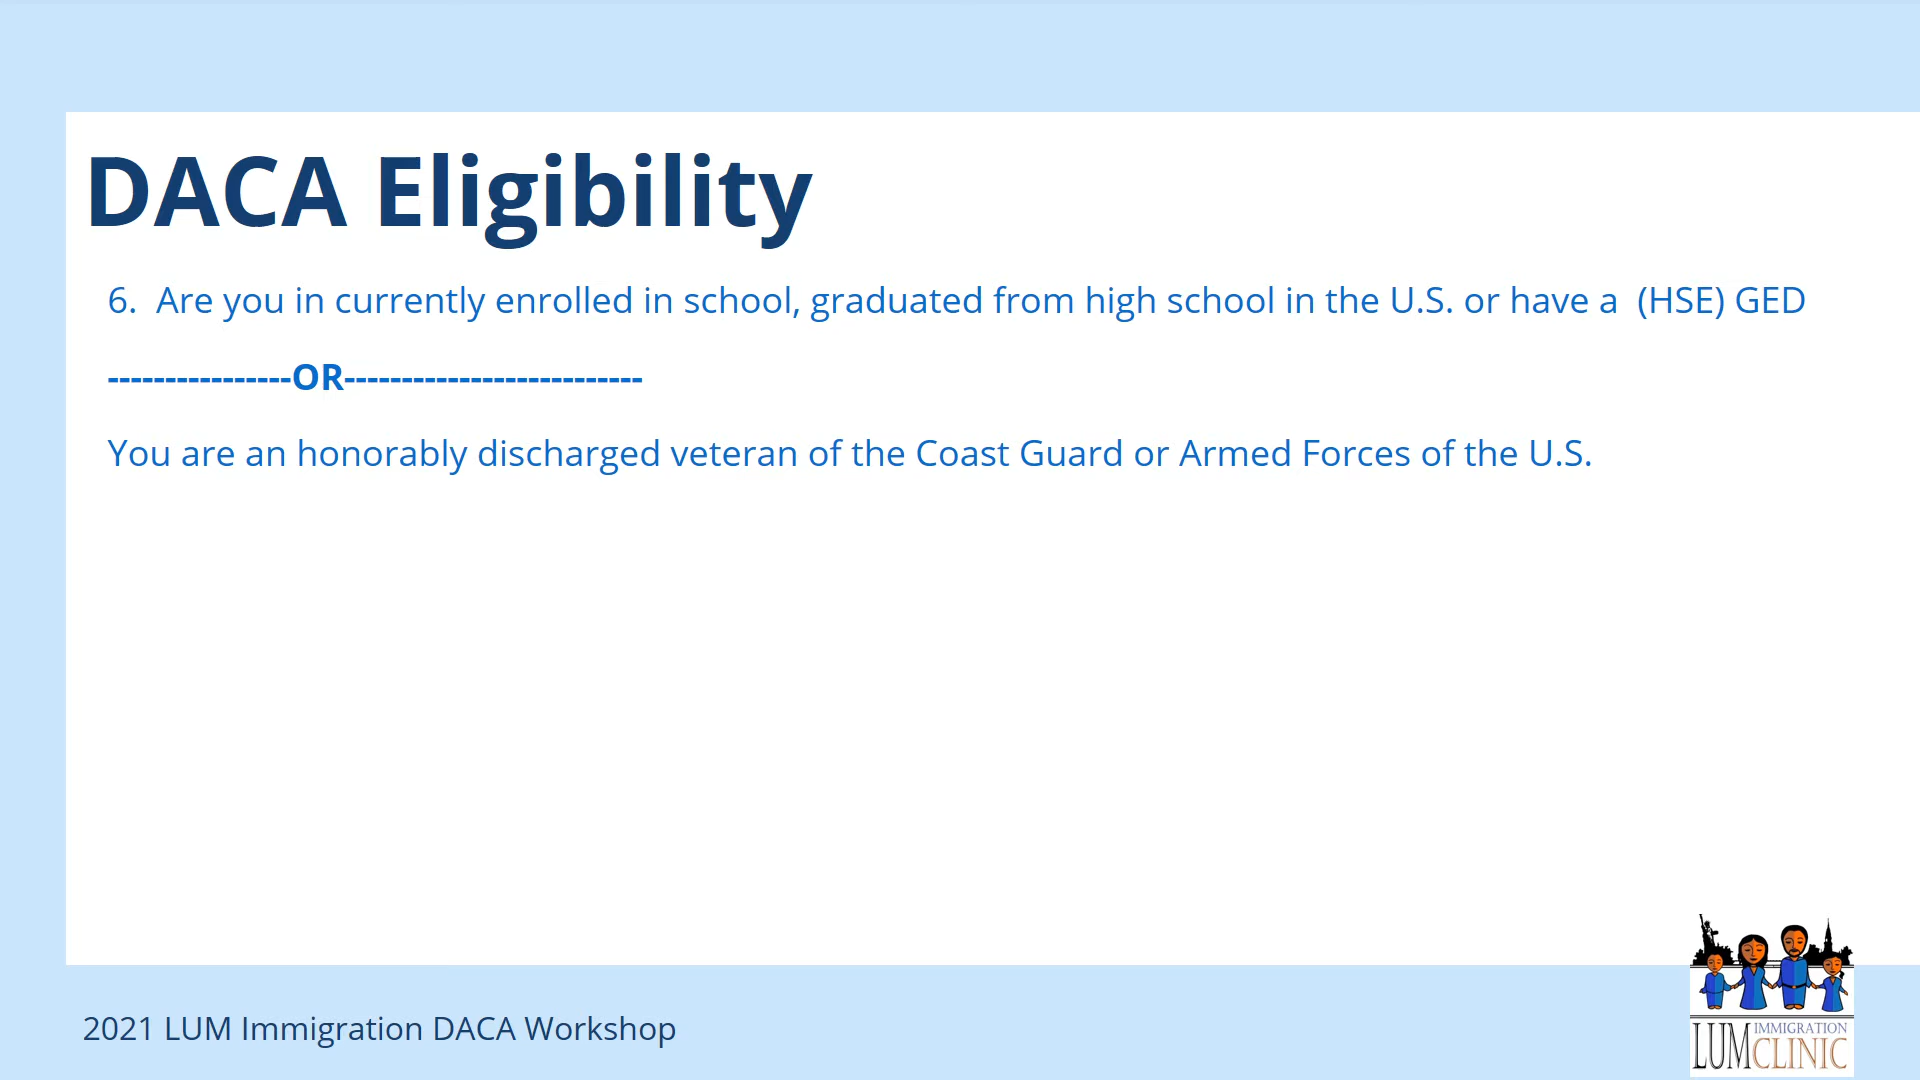 DACA Eligibility
6.  Are you in currently enrolled in school, graduated from high school in the U.S. or have a  (HSE) GED
----------------OR--------------------------
You are an honorably discharged veteran of the Coast Guard or Armed Forces of the U.S.
2021 LUM Immigration DACA Workshop
LUM IMMIGRATION CLINIC